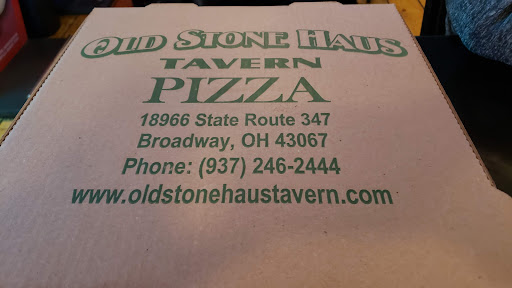 OLD STONE HAUS
TAVERN
PIZZA
18966 State Route 347
Broadway, OH 43067
Phone: (937) 246-2444
www.oldstonehaustavern.com